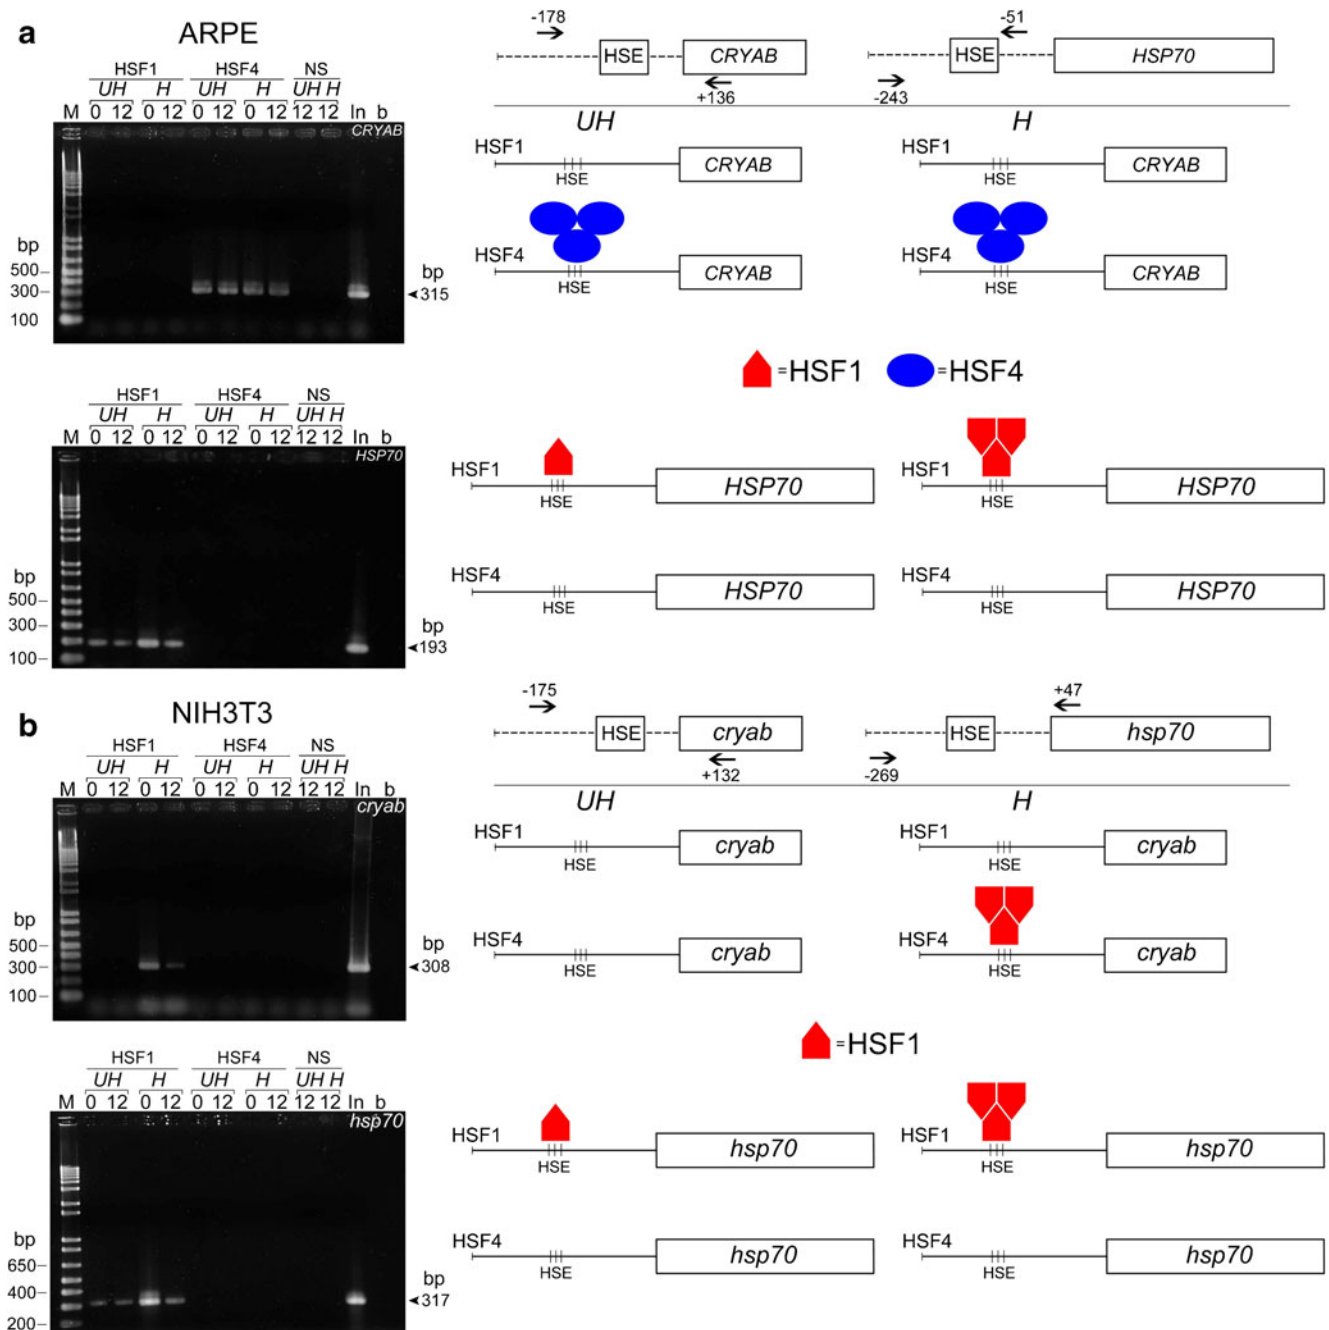 a
ARPE
HSF1 HSF4 NS
UH H UH H UH H
M 0 12 0 12 0 12 0 12 12 12 In b
CRYAB
bp
500
300
100
bp
315
HSF1 HSF4 NS
UH H UH H UH H
M 0 12 0 12 0 12 0 12 12 12 In b
HSP70
bp
500
300
100
bp
193
-178
HSE CRYAB
+136
-51
HSE HSP70
-243
UH H
HSF1 HSE CRYAB
HSF1 HSE CRYAB
HSF4 HSE CRYAB
HSF4 HSE CRYAB
=HSF1 =HSF4
HSF1 HSE HSP70
HSF1 HSE HSP70
HSF4 HSE HSP70
HSF4 HSE HSP70
b
NIH3T3
HSF1 HSF4 NS
UH H UH H UH H
M 0 12 0 12 0 12 0 12 12 12 In b
cryab
bp
500
300
100
bp
308
HSF1 HSF4 NS
UH H UH H UH H
M 0 12 0 12 0 12 0 12 12 12 In b
hsp70
bp
650
400
200
bp
317
-175
HSE cryab
+132
+47
HSE hsp70
-269
UH H
HSF1 HSE cryab
HSF1 HSE cryab
HSF4 HSE cryab
HSF4 HSE cryab
=HSF1
HSF1 HSE hsp70
HSF1 HSE hsp70
HSF4 HSE hsp70
HSF4 HSE hsp70